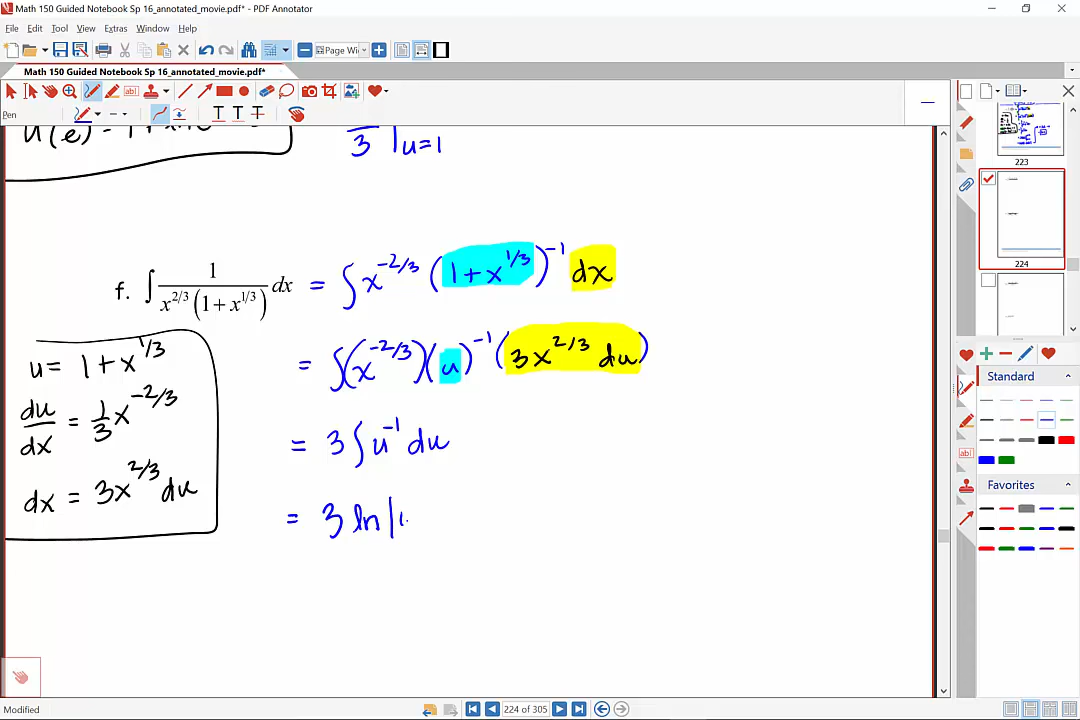 Math 150 Guided Notebook Sp 16_annotated_movie.pdf* - PDF Annotator
File Edit Tool View Extras Window Help
Page Wi
Math 150 Guided Notebook Sp 16_annotated_movie.pdf*
Pen
3 | u=1
223
224
f. ∫ 1 / (x^{2/3} (1 + x^{1/3})) dx = ∫ x^{-2/3} (1 + x^{1/3})^{-1} dx
u = 1 + x^{1/3}
du/dx = 1/3 x^{-2/3}
dx = 3x^{2/3} du
= ∫ (x^{-2/3}) (u)^{-1} (3x^{2/3} du)
= 3 ∫ u^{-1} du
= 3 ln |
Standard
Favorites
Modified
224 of 305